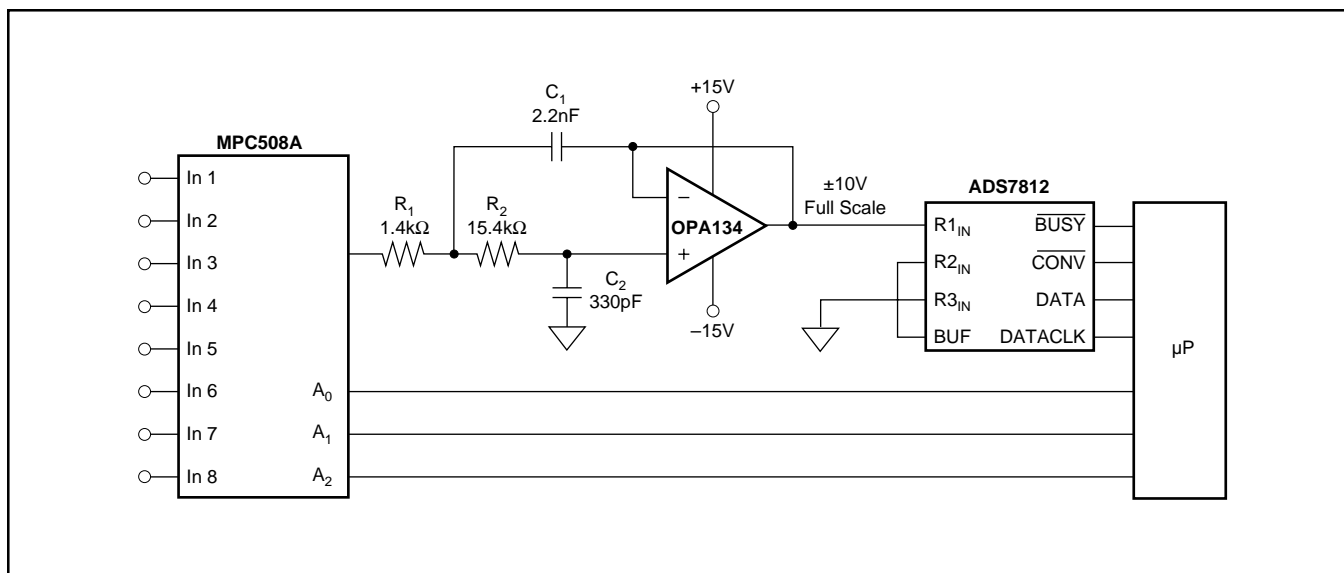 MPC508A
In 1
In 2
In 3
In 4
In 5
In 6
In 7
In 8
A₀
A₁
A₂
R₁
1.4kΩ
R₂
15.4kΩ
C₁
2.2nF
C₂
330pF
+15V
–
OPA134
+
–15V
±10V
Full Scale
ADS7812
R1IN
R2IN
R3IN
BUF
BUSY
CONV
DATA
DATACLK
µP